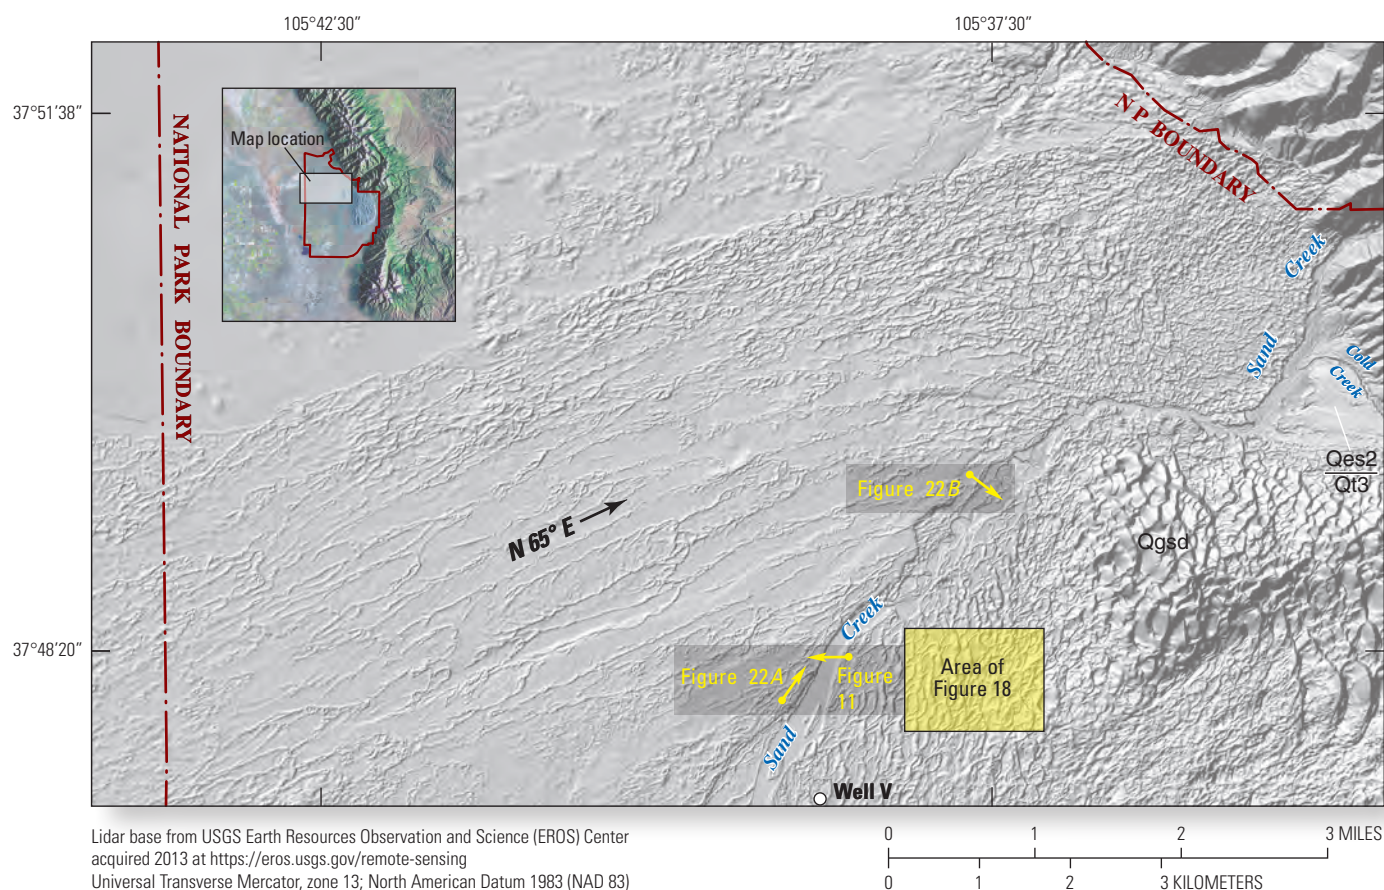 105°42'30"
105°37'30"
37°51'38"
37°48'20"
NATIONAL PARK BOUNDARY
Map location
N P BOUNDARY
Creek
Sand
Cold
Creek
Qes2
Qt3
Figure 22B
Qgsd
N 65° E
Creek
Figure 22A
Figure
11
Area of
Figure 18
Sand
Well V
Lidar base from USGS Earth Resources Observation and Science (EROS) Center
acquired 2013 at https://eros.usgs.gov/remote-sensing
Universal Transverse Mercator, zone 13; North American Datum 1983 (NAD 83)
0 1 2 3 MILES
0 1 2 3 KILOMETERS